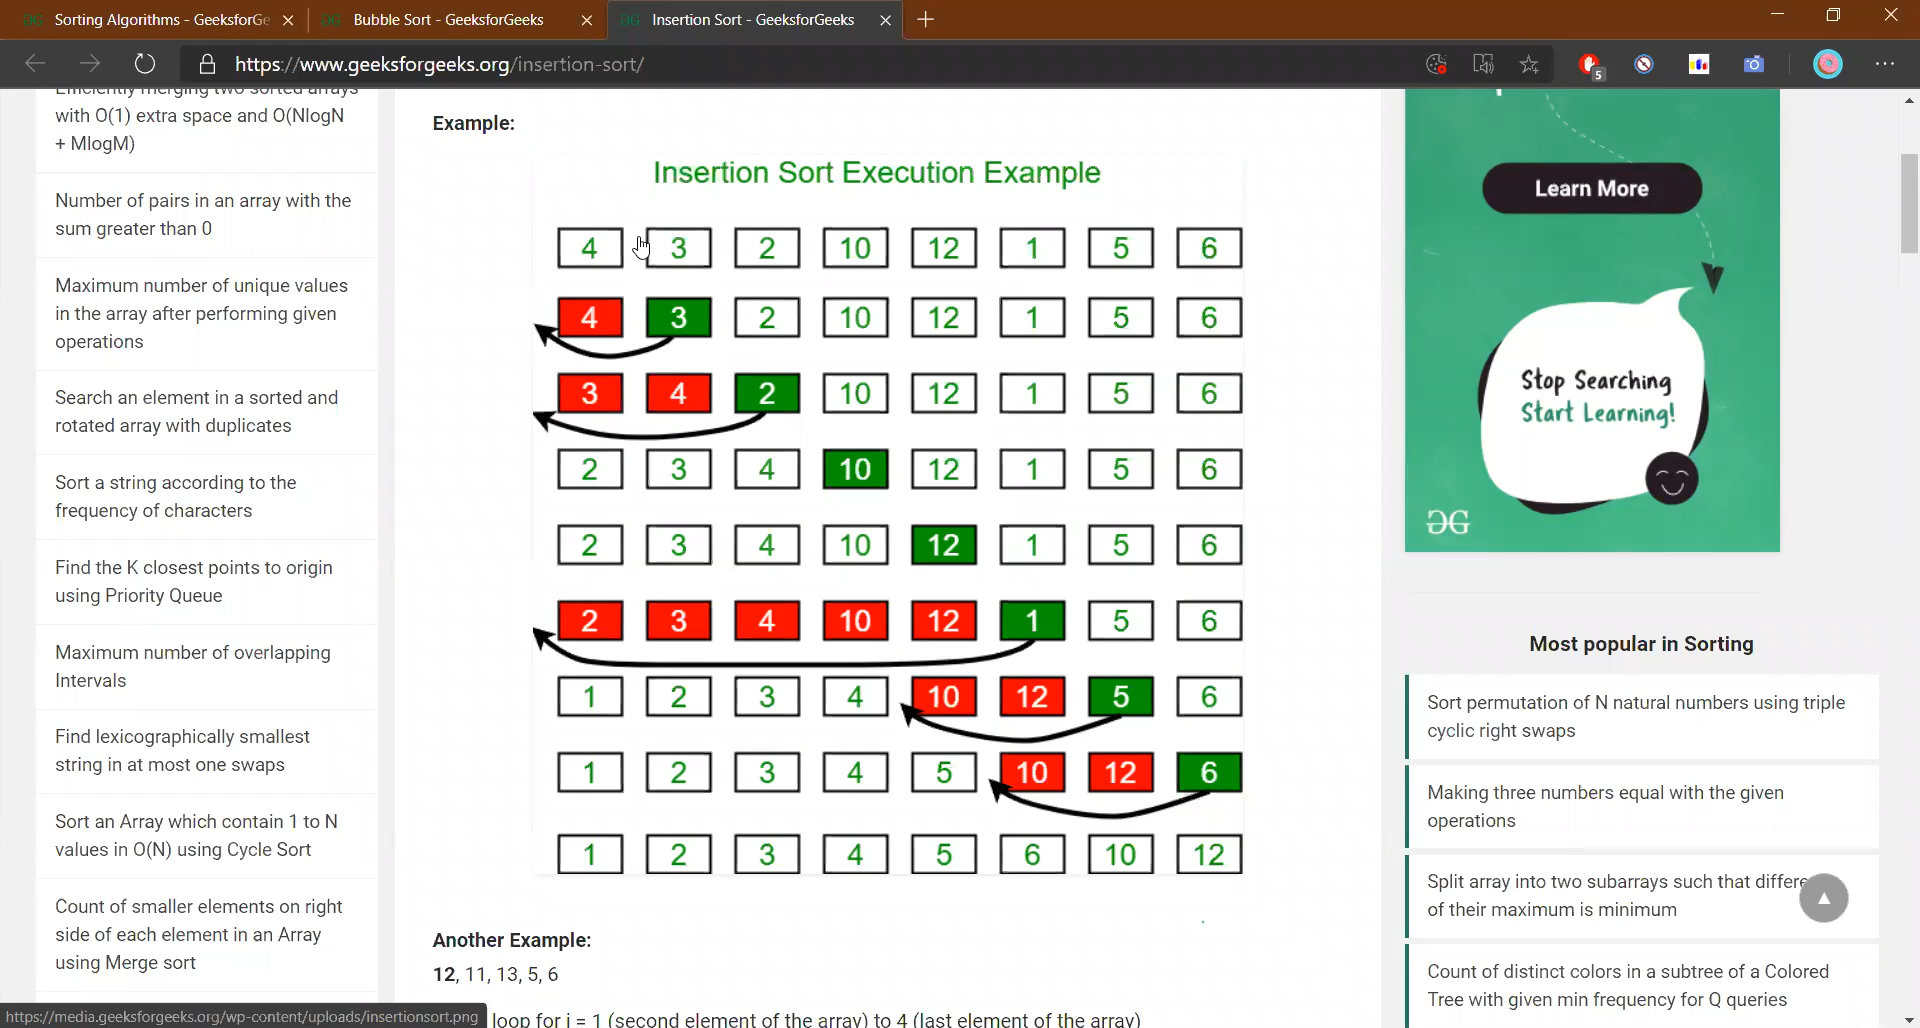 Sorting Algorithms - GeeksforGe
Bubble Sort - GeeksforGeeks
Insertion Sort - GeeksforGeeks
https://www.geeksforgeeks.org/insertion-sort/
5
Efficiently merging two sorted arrays
with O(1) extra space and O(NlogN
+ MlogM)
Number of pairs in an array with the
sum greater than 0
Maximum number of unique values
in the array after performing given
operations
Search an element in a sorted and
rotated array with duplicates
Sort a string according to the
frequency of characters
Find the K closest points to origin
using Priority Queue
Maximum number of overlapping
Intervals
Find lexicographically smallest
string in at most one swaps
Sort an Array which contain 1 to N
values in O(N) using Cycle Sort
Count of smaller elements on right
side of each element in an Array
using Merge sort
https://media.geeksforgeeks.org/wp-content/uploads/insertionsort.png
Example:
Insertion Sort Execution Example
4 3 2 10 12 1 5 6
4 3 2 10 12 1 5 6
3 4 2 10 12 1 5 6
2 3 4 10 12 1 5 6
2 3 4 10 12 1 5 6
2 3 4 10 12 1 5 6
1 2 3 4 10 12 5 6
1 2 3 4 5 10 12 6
1 2 3 4 5 6 10 12
Another Example:
12, 11, 13, 5, 6
loop for i = 1 (second element of the array) to 4 (last element of the array)
Learn More
Stop Searching
Start Learning!
Most popular in Sorting
Sort permutation of N natural numbers using triple
cyclic right swaps
Making three numbers equal with the given
operations
Split array into two subarrays such that differe
of their maximum is minimum
Count of distinct colors in a subtree of a Colored
Tree with given min frequency for Q queries